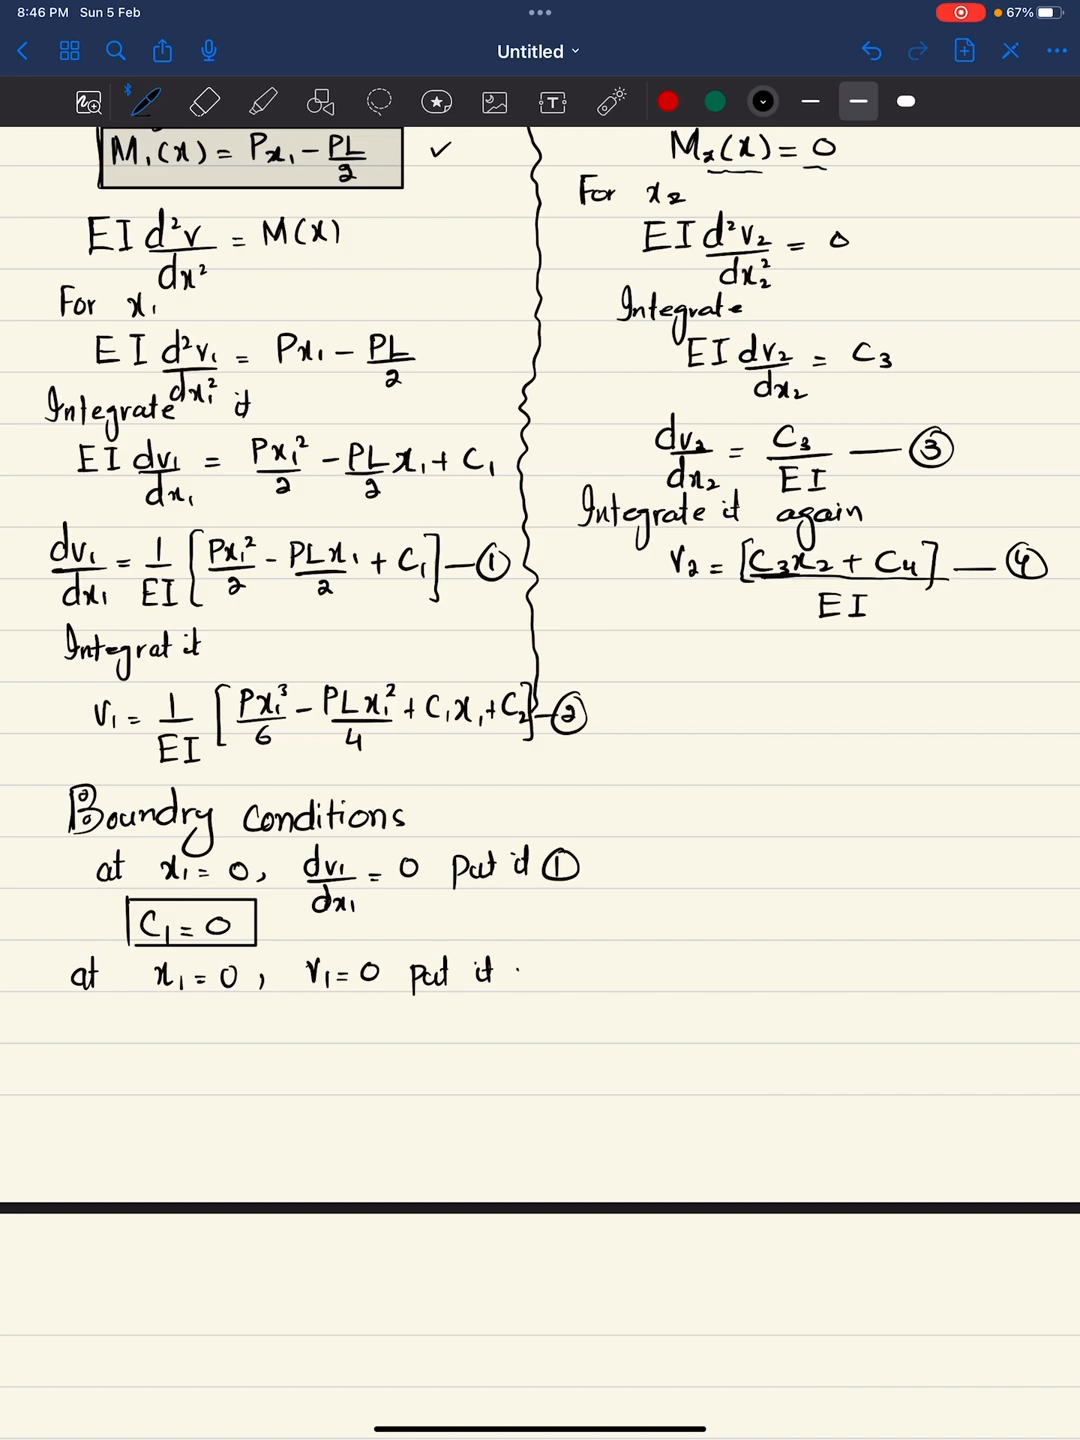 8:46 PM Sun 5 Feb
67%
Untitled
M₁(x) = Px₁ - PL/2 ✓
EI d²v/dx² = M(x)
For x₁
EI d²v₁/dx₁² = Px₁ - PL/2
Integrate it
EI dv₁/dx₁ = Px₁²/2 - PL/2 x₁ + C₁
dv₁/dx₁ = 1/EI [Px₁²/2 - PLx₁/2 + C₁] — ①
Integrat it
v₁ = 1/EI [Px₁³/6 - PLx₁²/4 + C₁x₁ + C₂] — ②
Boundry Conditions
at x₁ = 0, dv₁/dx₁ = 0 Put it ①
C₁ = 0
at x₁ = 0, v₁ = 0 put it
M₂(x) = 0
For x₂
EI d²v₂/dx₂² = 0
Integrate
EI dv₂/dx₂ = C₃
dv₂/dx₂ = C₃/EI — ③
Integrate it again
v₂ = [C₃x₂ + C₄]/EI — ④